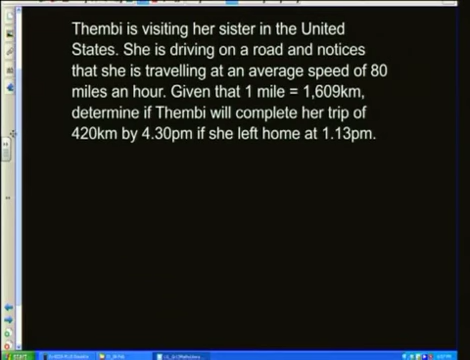 Thembi is visiting her sister in the United
States. She is driving on a road and notices
that she is travelling at an average speed of 80
miles an hour. Given that 1 mile = 1,609km,
determine if Thembi will complete her trip of
420km by 4.30pm if she left home at 1.13pm.